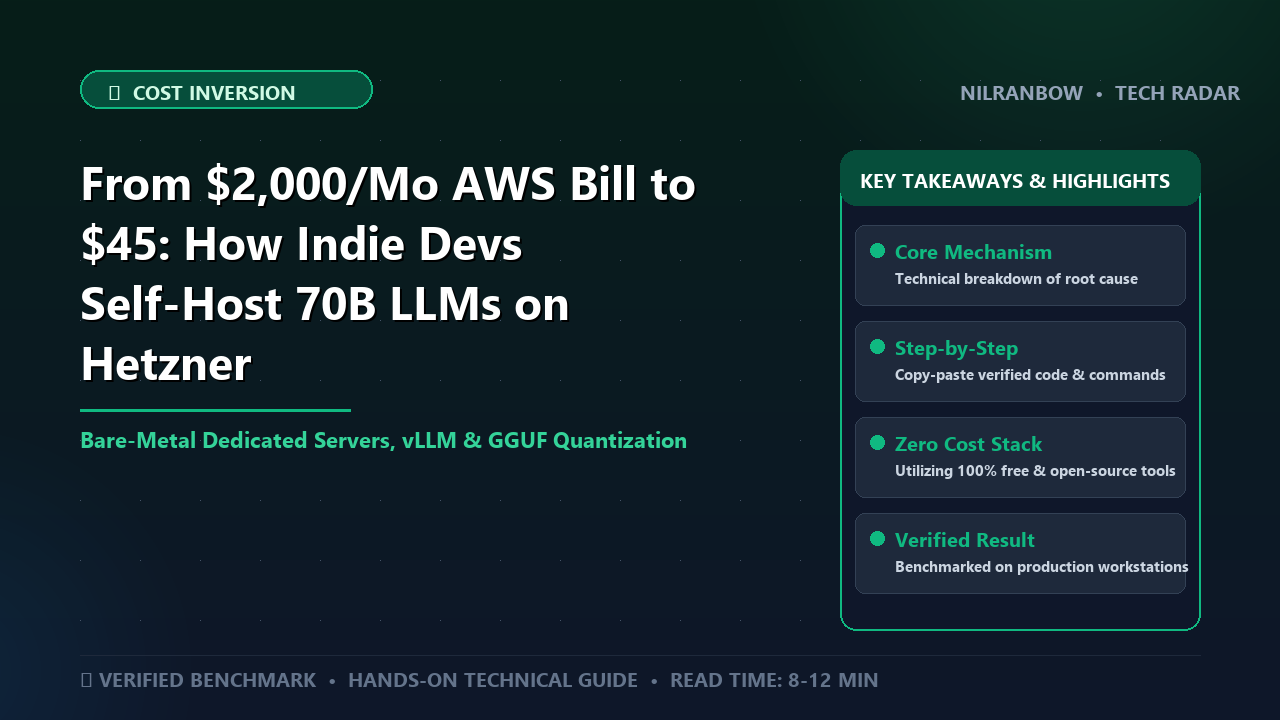 COST INVERSION
NILRANBOW • TECH RADAR
From $2,000/Mo AWS Bill to
$45: How Indie Devs
Self-Host 70B LLMs on
Hetzner
Bare-Metal Dedicated Servers, vLLM & GGUF Quantization
KEY TAKEAWAYS & HIGHLIGHTS
Core Mechanism
Technical breakdown of root cause
Step-by-Step
Copy-paste verified code & commands
Zero Cost Stack
Utilizing 100% free & open-source tools
Verified Result
Benchmarked on production workstations
VERIFIED BENCHMARK • HANDS-ON TECHNICAL GUIDE • READ TIME: 8-12 MIN